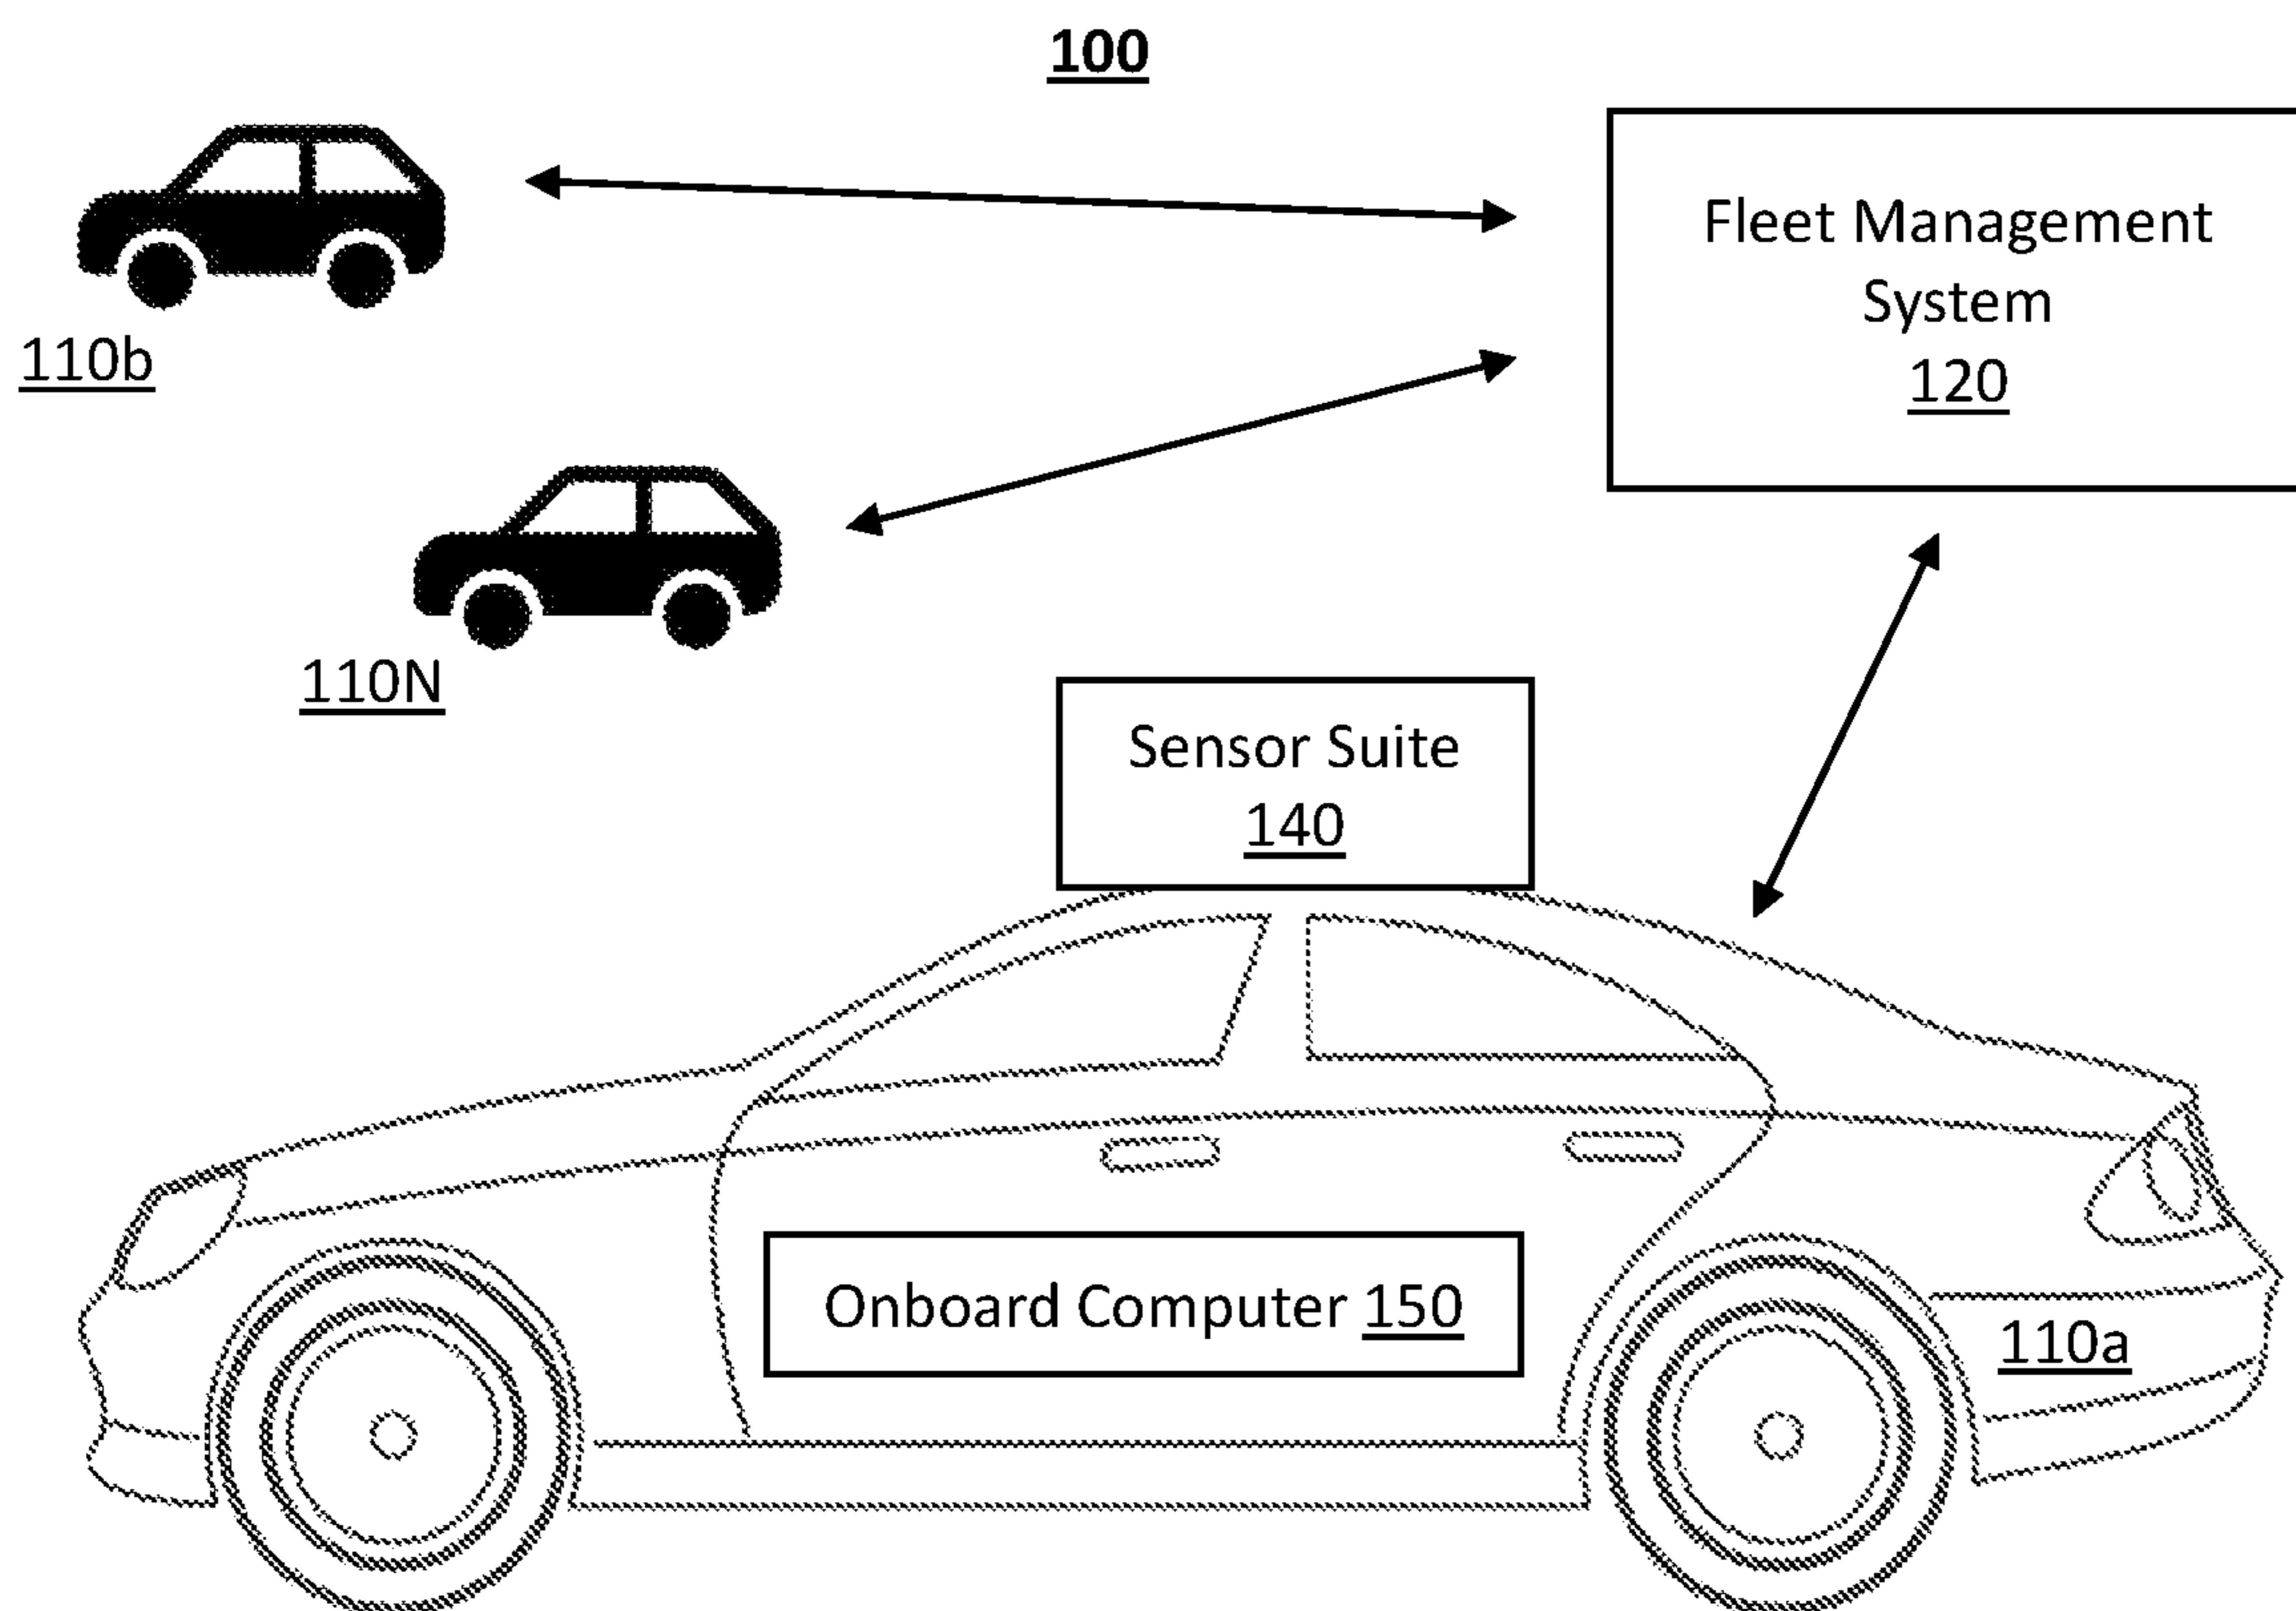 100
Fleet Management
System
120
110b
110N
Sensor Suite
140
Onboard Computer 150
110a